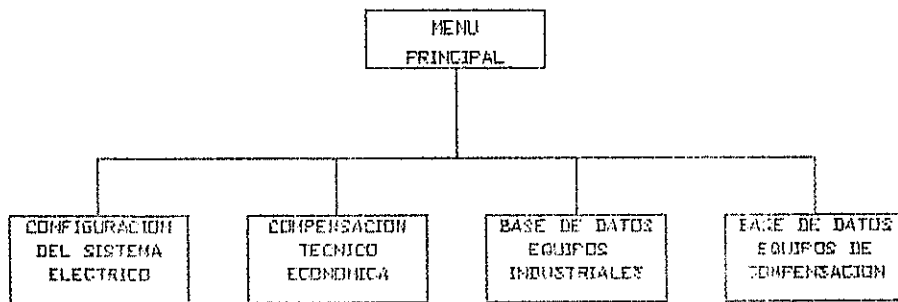 MENU
PRINCIPAL
CONFIGURACION
DEL SISTEMA
ELECTRICO
COMPENSACION
TECNICO
ECONOMICA
BASE DE DATOS
EQUIPOS
INDUSTRIALES
BASE DE DATOS
EQUIPOS DE
COMPENSACION